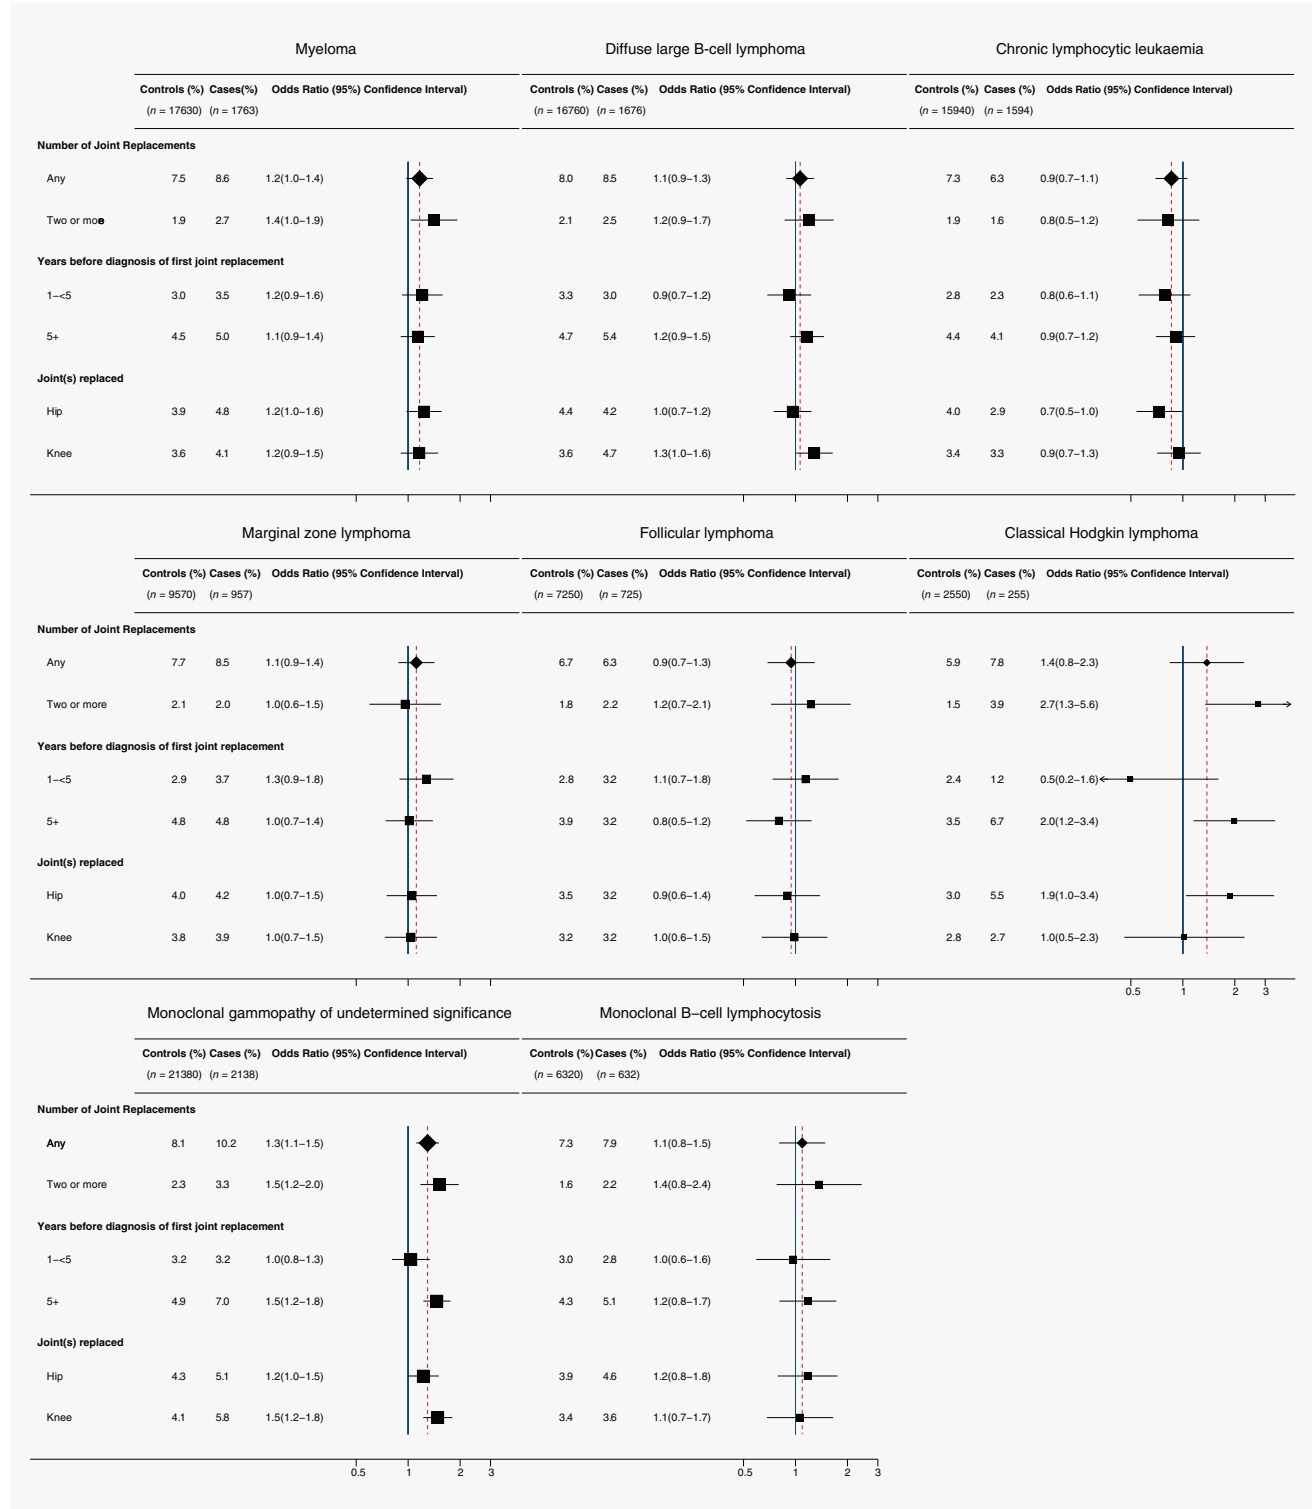 Myeloma Diffuse large B-cell lymphoma Chronic lymphocytic leukaemia
Controls (%) Cases(%) Odds Ratio (95%) Confidence Interval) Controls (%) Cases (%) Odds Ratio (95% Confidence Interval) Controls (%) Cases (%) Odds Ratio (95% Confidence Interval)
(n = 17630) (n = 1763) (n = 16760) (n = 1676) (n = 15940) (n = 1594)
Number of Joint Replacements
Any 7.5 8.6 1.2(1.0–1.4) 8.0 8.5 1.1(0.9–1.3) 7.3 6.3 0.9(0.7–1.1)
Two or more 1.9 2.7 1.4(1.0–1.9) 2.1 2.5 1.2(0.9–1.7) 1.9 1.6 0.8(0.5–1.2)
Years before diagnosis of first joint replacement
1–<5 3.0 3.5 1.2(0.9–1.6) 3.3 3.0 0.9(0.7–1.2) 2.8 2.3 0.8(0.6–1.1)
5+ 4.5 5.0 1.1(0.9–1.4) 4.7 5.4 1.2(0.9–1.5) 4.4 4.1 0.9(0.7–1.2)
Joint(s) replaced
Hip 3.9 4.8 1.2(1.0–1.6) 4.4 4.2 1.0(0.7–1.2) 4.0 2.9 0.7(0.5–1.0)
Knee 3.6 4.1 1.2(0.9–1.5) 3.6 4.7 1.3(1.0–1.6) 3.4 3.3 0.9(0.7–1.3)
Marginal zone lymphoma Follicular lymphoma Classical Hodgkin lymphoma
Controls (%) Cases (%) Odds Ratio (95% Confidence Interval) Controls (%) Cases (%) Odds Ratio (95% Confidence Interval) Controls (%) Cases (%) Odds Ratio (95% Confidence Interval)
(n = 9570) (n = 957) (n = 7250) (n = 725) (n = 2550) (n = 255)
Number of Joint Replacements
Any 7.7 8.5 1.1(0.9–1.4) 6.7 6.3 0.9(0.7–1.3) 5.9 7.8 1.4(0.8–2.3)
Two or more 2.1 2.0 1.0(0.6–1.5) 1.8 2.2 1.2(0.7–2.1) 1.5 3.9 2.7(1.3–5.6)
Years before diagnosis of first joint replacement
1–<5 2.9 3.7 1.3(0.9–1.8) 2.8 3.2 1.1(0.7–1.8) 2.4 1.2 0.5(0.2–1.6)
5+ 4.8 4.8 1.0(0.7–1.4) 3.9 3.2 0.8(0.5–1.2) 3.5 6.7 2.0(1.2–3.4)
Joint(s) replaced
Hip 4.0 4.2 1.0(0.7–1.5) 3.5 3.2 0.9(0.6–1.4) 3.0 5.5 1.9(1.0–3.4)
Knee 3.8 3.9 1.0(0.7–1.5) 3.2 3.2 1.0(0.6–1.5) 2.8 2.7 1.0(0.5–2.3)
0.5 1 2 3
Monoclonal gammopathy of undetermined significance Monoclonal B–cell lymphocytosis
Controls (%) Cases (%) Odds Ratio (95%) Confidence Interval) Controls (%) Cases (%) Odds Ratio (95% Confidence Interval)
(n = 21380) (n = 2138) (n = 6320) (n = 632)
Number of Joint Replacements
Any 8.1 10.2 1.3(1.1–1.5) 7.3 7.9 1.1(0.8–1.5)
Two or more 2.3 3.3 1.5(1.2–2.0) 1.6 2.2 1.4(0.8–2.4)
Years before diagnosis of first joint replacement
1–<5 3.2 3.2 1.0(0.8–1.3) 3.0 2.8 1.0(0.6–1.6)
5+ 4.9 7.0 1.5(1.2–1.8) 4.3 5.1 1.2(0.8–1.7)
Joint(s) replaced
Hip 4.3 5.1 1.2(1.0–1.5) 3.9 4.6 1.2(0.8–1.8)
Knee 4.1 5.8 1.5(1.2–1.8) 3.4 3.6 1.1(0.7–1.7)
0.5 1 2 3 0.5 1 2 3